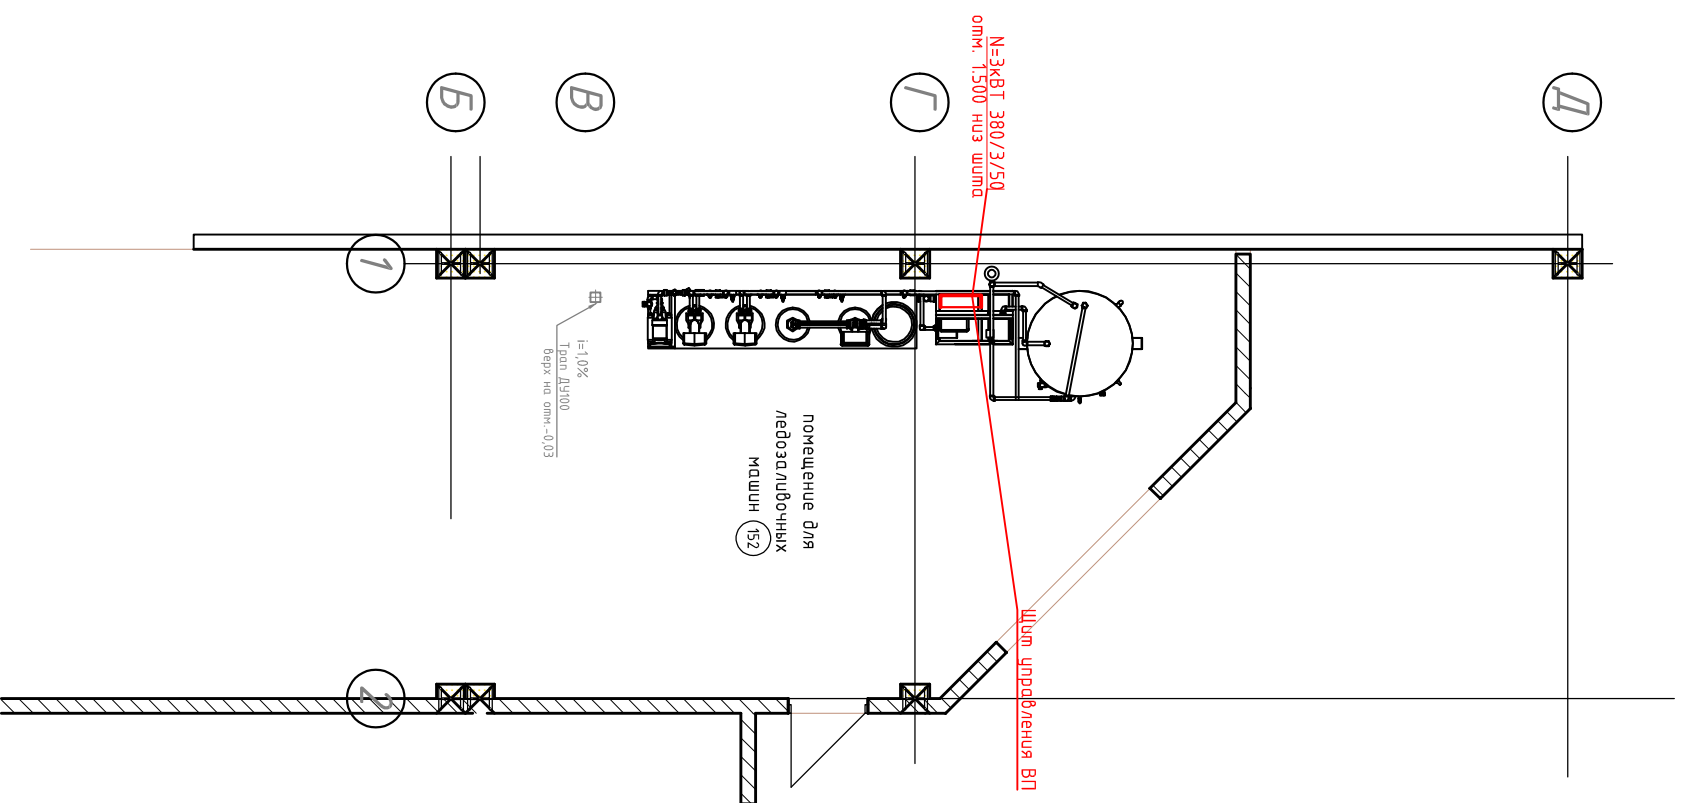 Б
В
Г
Д
N=3кВТ 380/3/50
отм. 1.500 низ щита
1
i=1,0%
Трап ДУ100
верх на отм.-0,03
помещение для
ледозаливочных
машин 152
Щит управления ВП
2